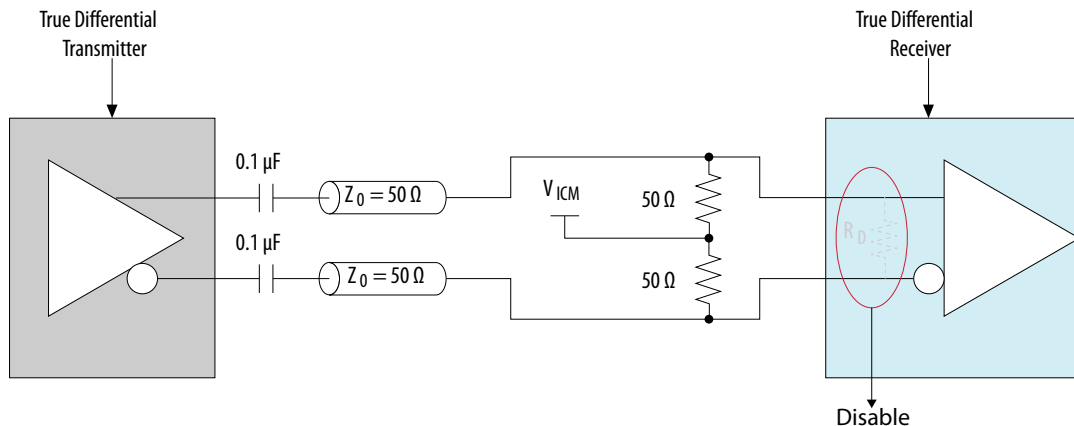 True Differential
Transmitter
True Differential
Receiver
0.1 µF
Z0 = 50 Ω
VICM
50 Ω
RD
0.1 µF
Z0 = 50 Ω
50 Ω
Disable